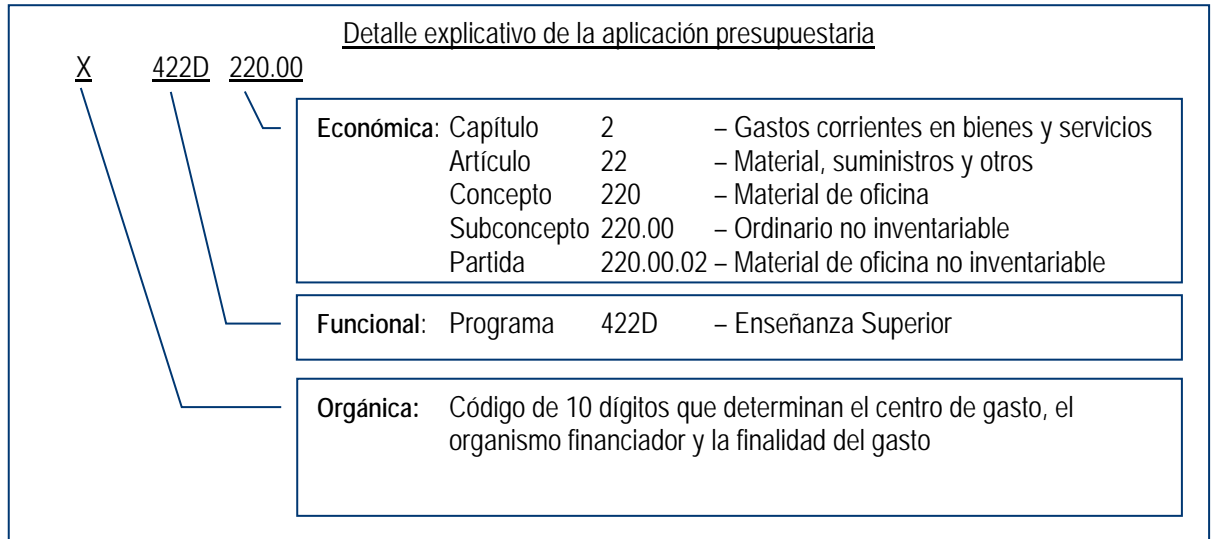 Detalle explicativo de la aplicación presupuestaria
X 422D 220.00
Económica: Capítulo 2 – Gastos corrientes en bienes y servicios
Artículo 22 – Material, suministros y otros
Concepto 220 – Material de oficina
Subconcepto 220.00 – Ordinario no inventariable
Partida 220.00.02 – Material de oficina no inventariable
Funcional: Programa 422D – Enseñanza Superior
Orgánica: Código de 10 dígitos que determinan el centro de gasto, el
organismo financiador y la finalidad del gasto